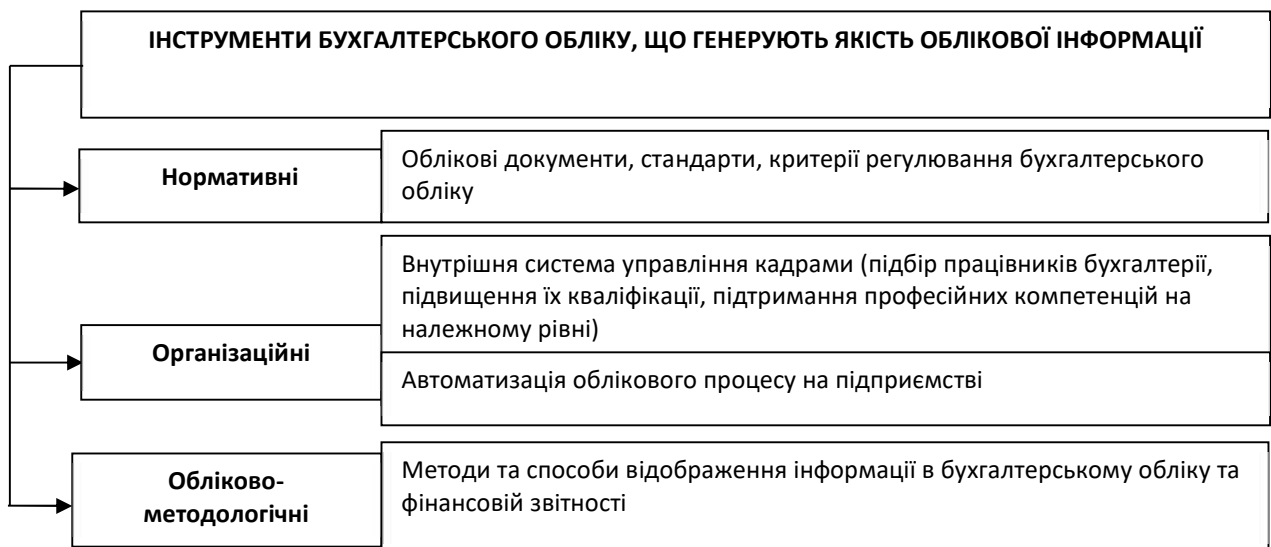 ІНСТРУМЕНТИ БУХГАЛТЕРСЬКОГО ОБЛІКУ, ЩО ГЕНЕРУЮТЬ ЯКІСТЬ ОБЛІКОВОЇ ІНФОРМАЦІЇ
Нормативні
Облікові документи, стандарти, критерії регулювання бухгалтерського
обліку
Організаційні
Внутрішня система управління кадрами (підбір працівників бухгалтерії,
підвищення їх кваліфікації, підтримання професійних компетенцій на
належному рівні)
Автоматизація облікового процесу на підприємстві
Обліково-
методологічні
Методи та способи відображення інформації в бухгалтерському обліку та
фінансовій звітності